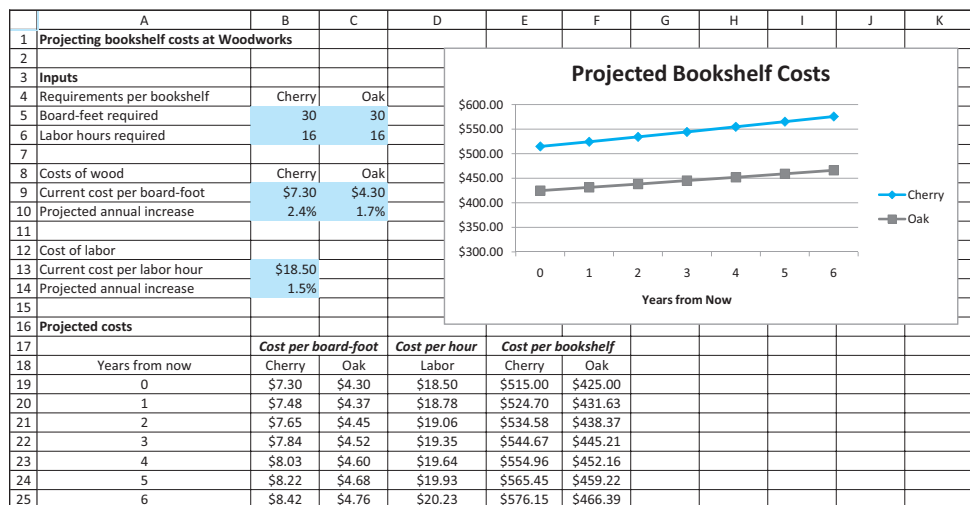 A B C D E F G H I J K
1 Projecting bookshelf costs at Woodworks
2
3 Inputs
4 Requirements per bookshelf Cherry Oak
5 Board-feet required 30 30
6 Labor hours required 16 16
7
8 Costs of wood Cherry Oak
9 Current cost per board-foot $7.30 $4.30
10 Projected annual increase 2.4% 1.7%
11
12 Cost of labor
13 Current cost per labor hour $18.50
14 Projected annual increase 1.5%
15
Projected Bookshelf Costs
$600.00
$550.00
$500.00
$450.00
$400.00
$350.00
$300.00
0 1 2 3 4 5 6
Years from Now
Cherry
Oak
16 Projected costs
17 Cost per board-foot Cost per hour Cost per bookshelf
18 Years from now Cherry Oak Labor Cherry Oak
19 0 $7.30 $4.30 $18.50 $515.00 $425.00
20 1 $7.48 $4.37 $18.78 $524.70 $431.63
21 2 $7.65 $4.45 $19.06 $534.58 $438.37
22 3 $7.84 $4.52 $19.35 $544.67 $445.21
23 4 $8.03 $4.60 $19.64 $554.96 $452.16
24 5 $8.22 $4.68 $19.93 $565.45 $459.22
25 6 $8.42 $4.76 $20.23 $576.15 $466.39